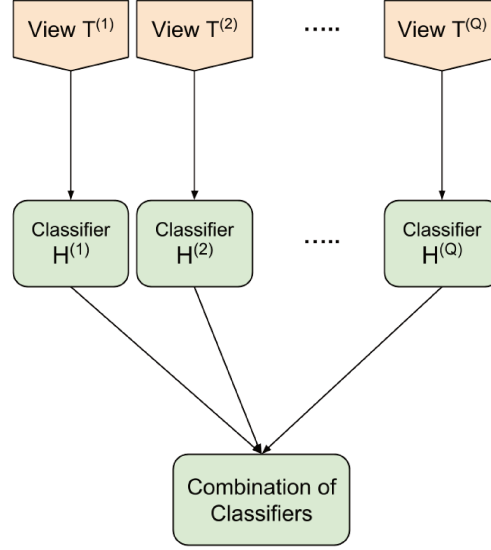 View T⁽¹⁾
View T⁽²⁾
.....
View T⁽Q⁾
Classifier
H⁽¹⁾
Classifier
H⁽²⁾
.....
Classifier
H⁽Q⁾
Combination of
Classifiers